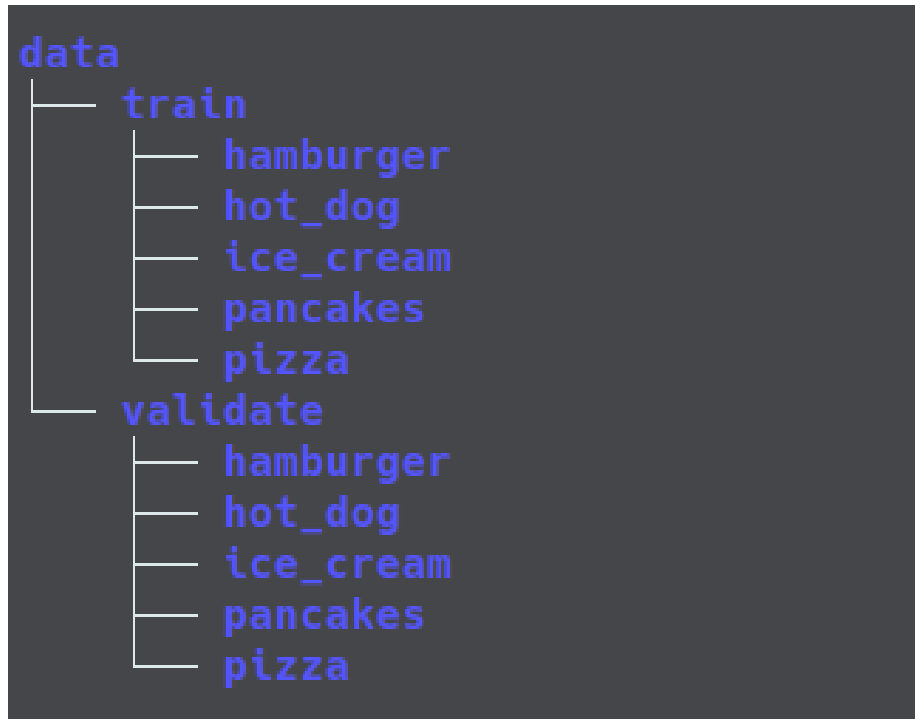 data
train
hamburger
hot_dog
ice_cream
pancakes
pizza
validate
hamburger
hot_dog
ice_cream
pancakes
pizza